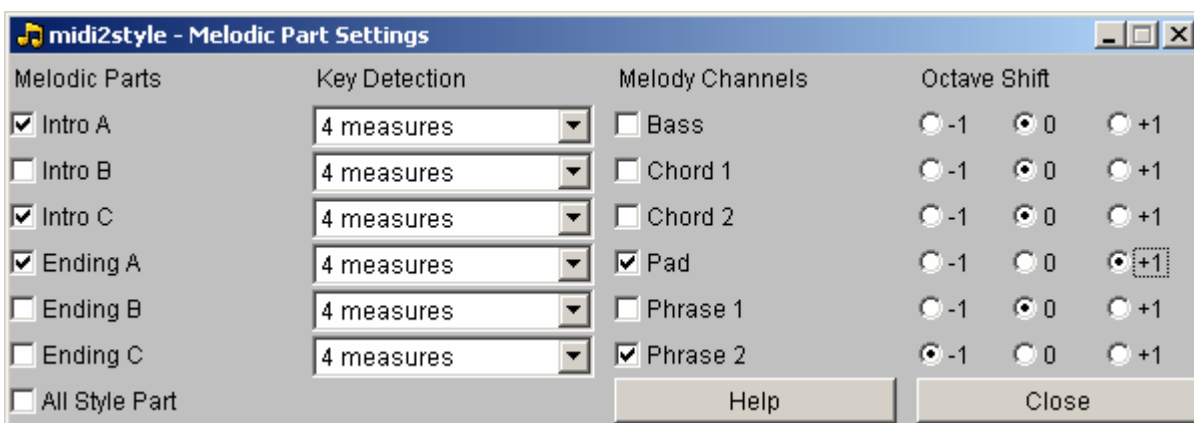 midi2style - Melodic Part Settings
Melodic Parts Key Detection Melody Channels Octave Shift
Intro A 4 measures Bass -1 0 +1
Intro B 4 measures Chord 1 -1 0 +1
Intro C 4 measures Chord 2 -1 0 +1
Ending A 4 measures Pad -1 0 +1
Ending B 4 measures Phrase 1 -1 0 +1
Ending C 4 measures Phrase 2 -1 0 +1
All Style Part Help Close